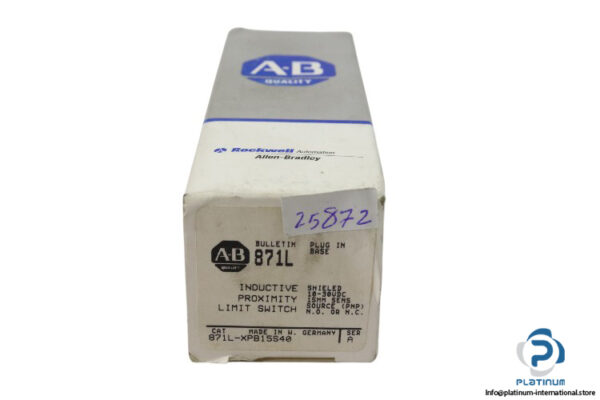 A-B
QUALITY
Rockwell Automation
Allen-Bradley
25872
A-B
QUALITY
BULLETIN
871L
PLUG IN
BASE
INDUCTIVE
PROXIMITY
LIMIT SWITCH
SHIELED
10-30VDC
15MM SENS
SOURCE (PNP)
N.O. OR N.C.
CAT MADE IN W. GERMANY SER
871L-XPB15S40 A
PLATINUM
info@platinum-international.store